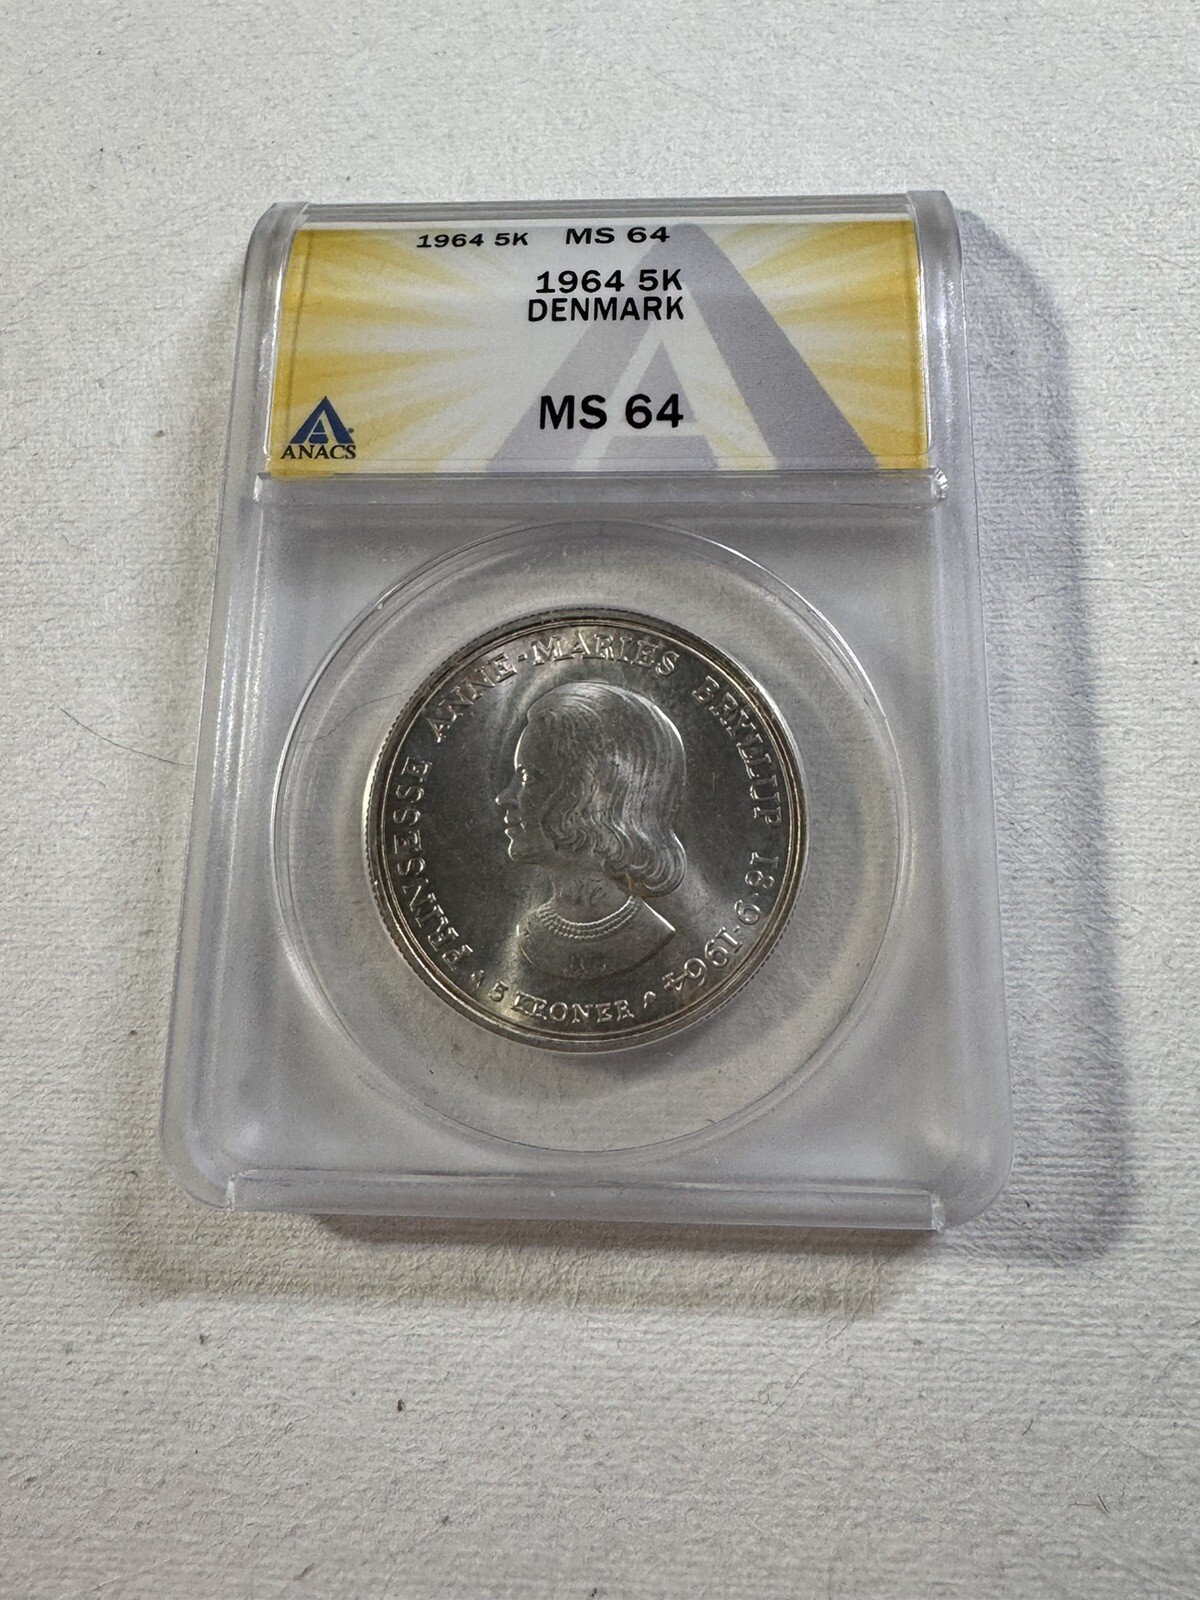 1964 5K MS 64
1964 5K
DENMARK
MS 64
ANACS
PRINSESSE ANNE-MARIES BRYLLUP 18·9·1964
5 KRONER